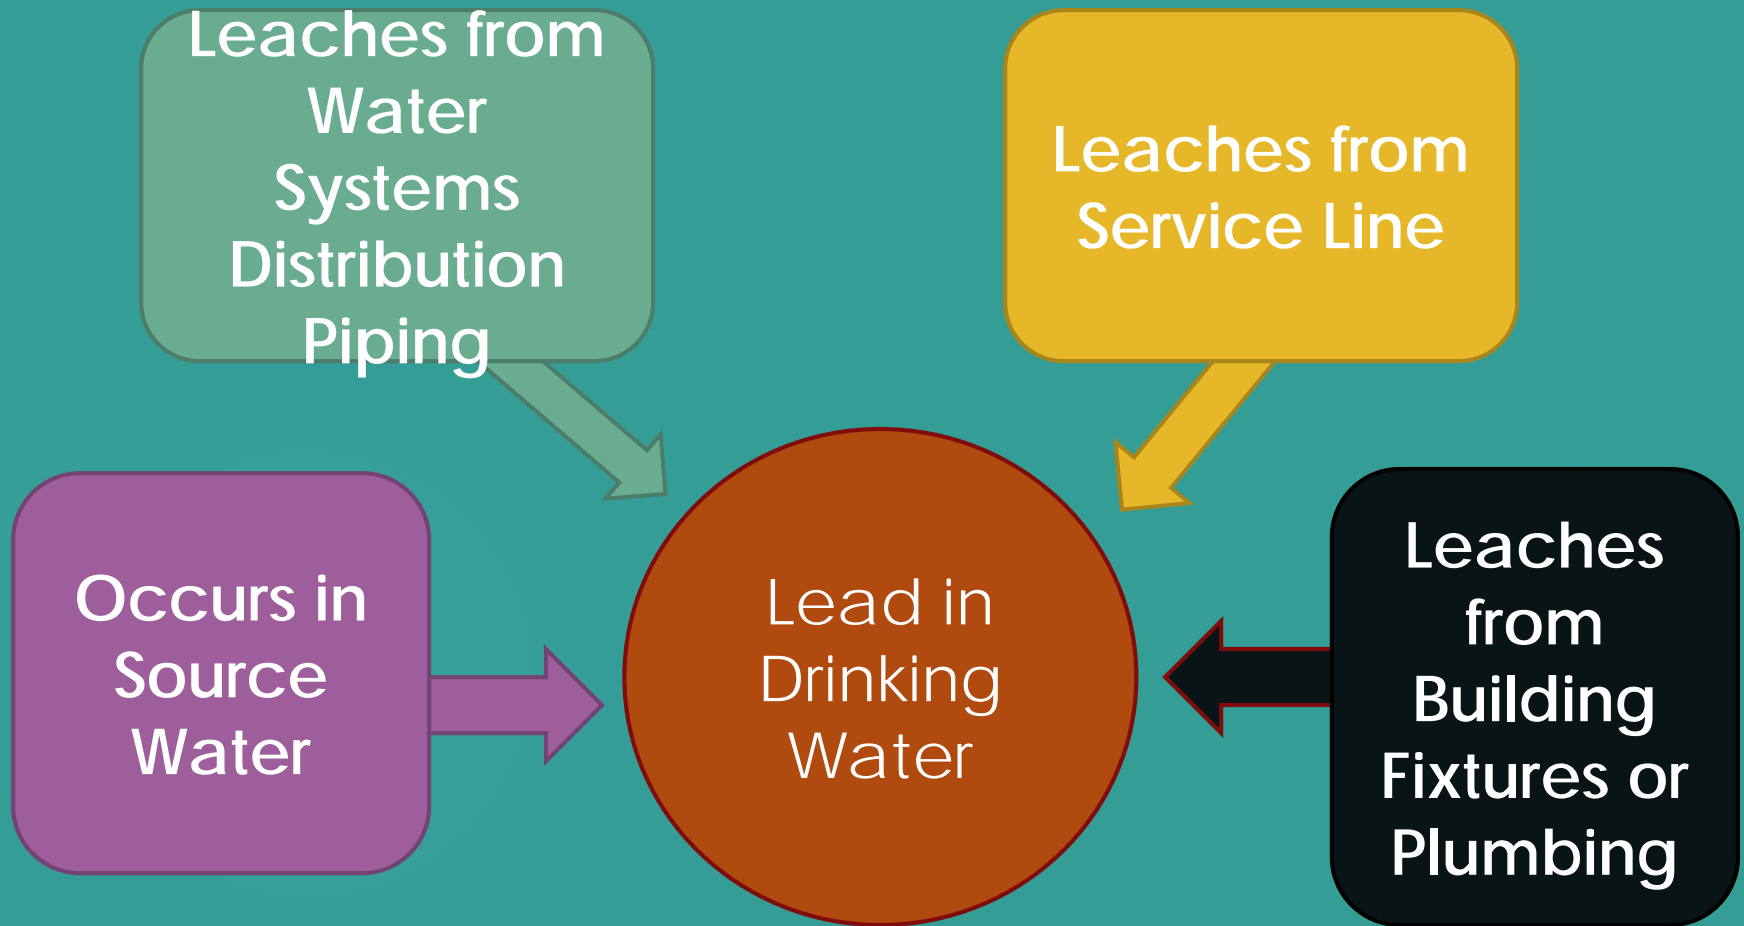 Leaches from
Water
Systems
Distribution
Piping
Leaches from
Service Line
Occurs in
Source
Water
Lead in
Drinking
Water
Leaches
from
Building
Fixtures or
Plumbing